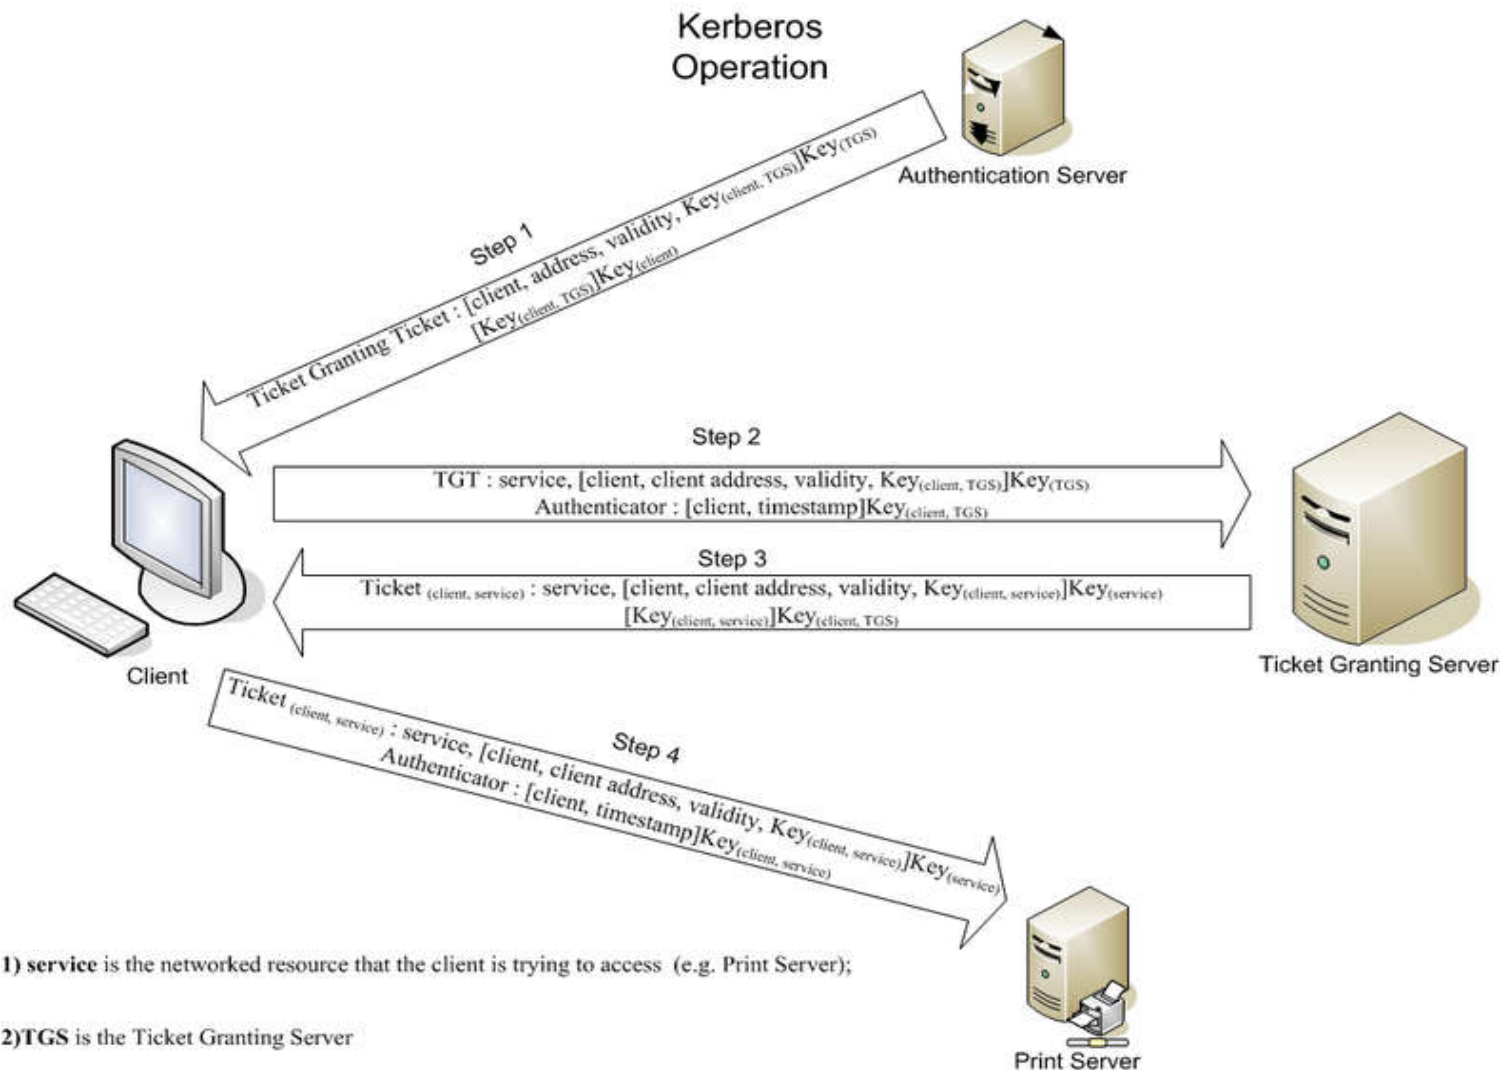 Kerberos
Operation
Authentication Server
Step 1
Ticket Granting Ticket : [client, address, validity, Key(client, TGS)]Key(TGS)
[Key(client, TGS)]Key(client)
Step 2
TGT : service, [client, client address, validity, Key(client, TGS)]Key(TGS)
Authenticator : [client, timestamp]Key(client, TGS)
Step 3
Ticket (client, service) : service, [client, client address, validity, Key(client, service)]Key(service)
[Key(client, service)]Key(client, TGS)
Ticket Granting Server
Client
Step 4
Ticket (client, service) : service, [client, client address, validity, Key(client, service)]Key(service)
Authenticator : [client, timestamp]Key(client, service)
1) service is the networked resource that the client is trying to access (e.g. Print Server);
2)TGS is the Ticket Granting Server
Print Server